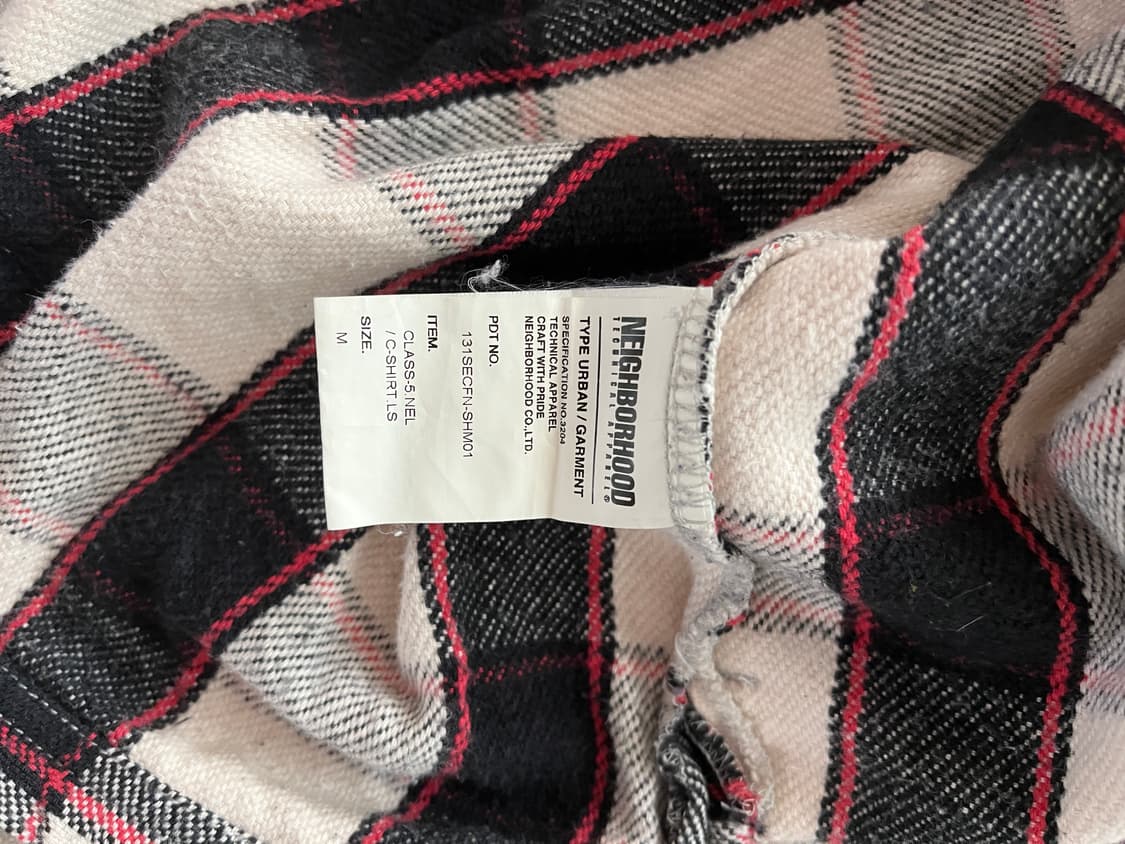 NEIGHBORHOOD
TECHNICAL APPAREL®
TYPE URBAN / GARMENT
SPECIFICATION NO.3204
TECHNICAL APPAREL
CRAFT WITH PRIDE
NEIGHBORHOOD CO.,LTD.
PDT NO.
131SECFN-SHM01
ITEM.
CLASS-5.NEL
/ C-SHIRT.LS
SIZE.
M